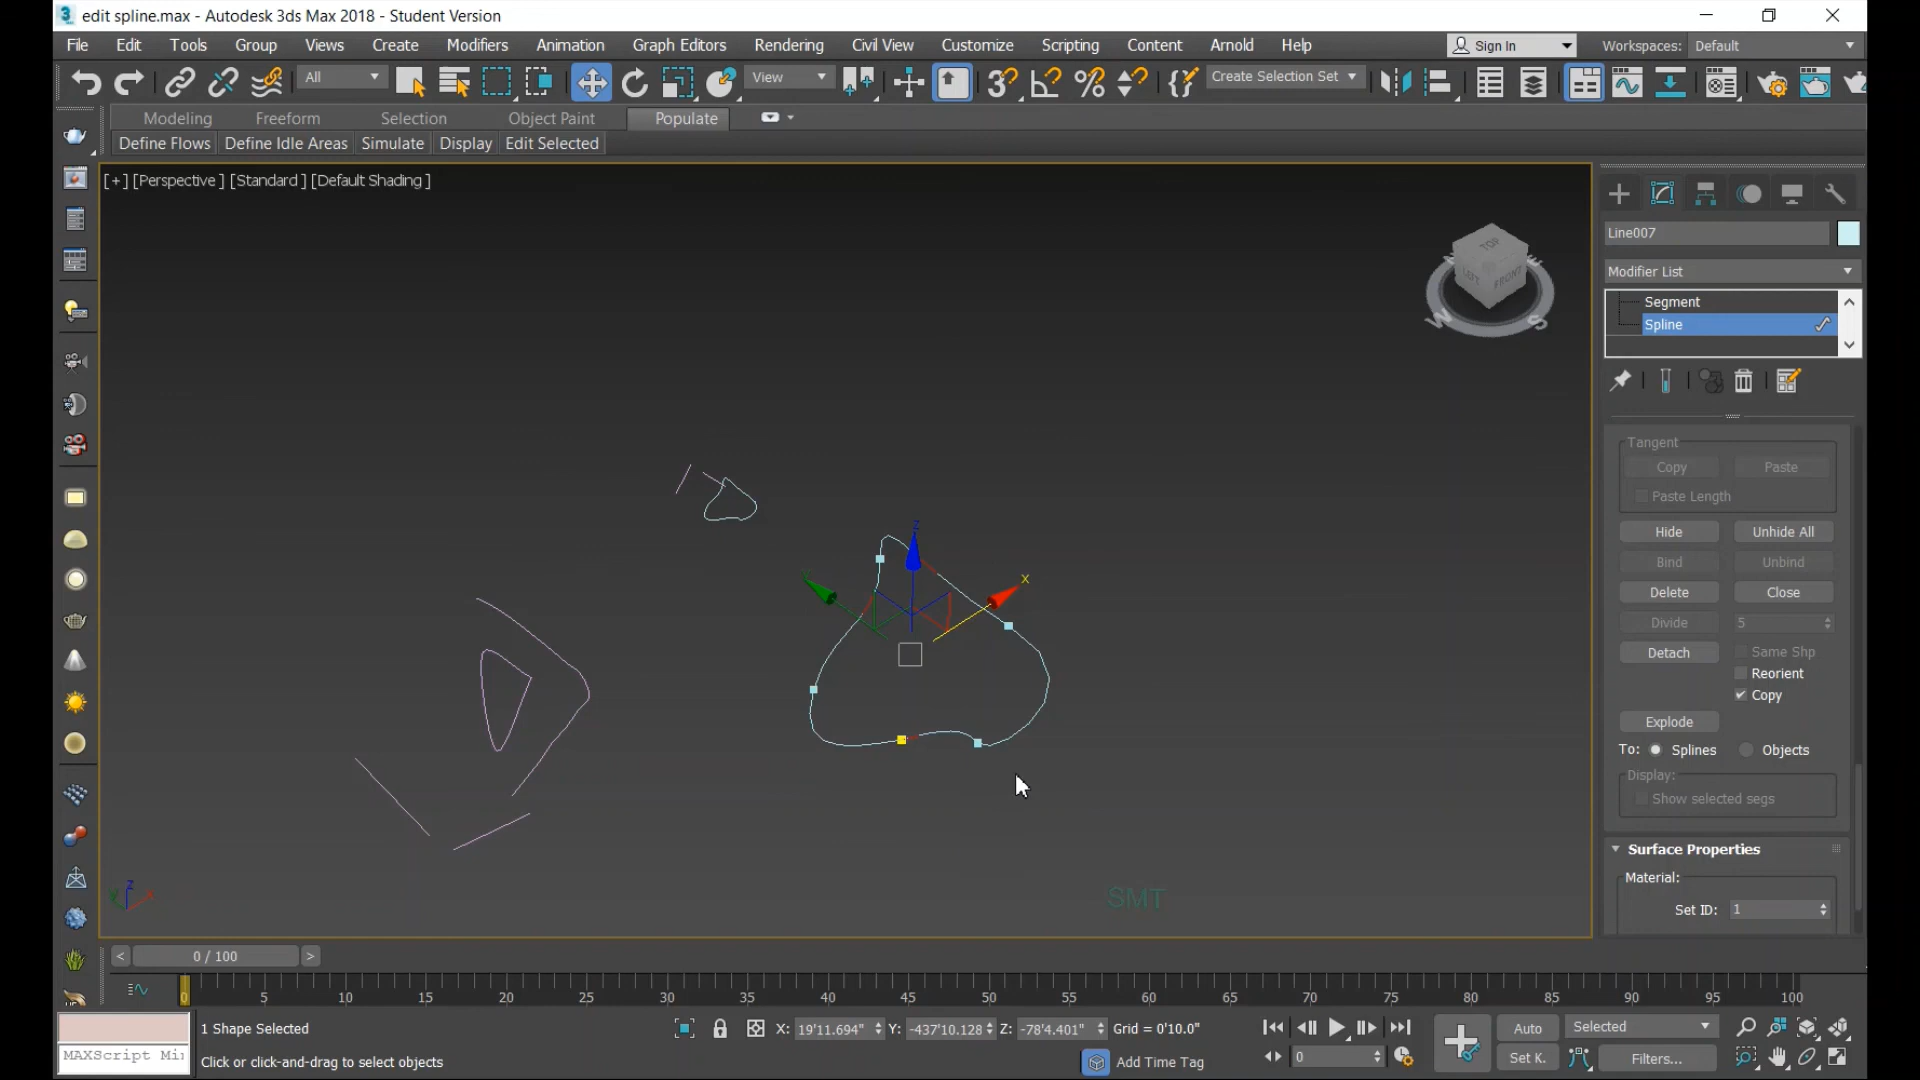 edit spline.max - Autodesk 3ds Max 2018 - Student Version
File Edit Tools Group Views Create Modifiers Animation Graph Editors Rendering Civil View Customize Scripting Content Arnold Help Sign In Workspaces: Default
All View Create Selection Set
Modeling Freeform Selection Object Paint Populate
Define Flows Define Idle Areas Simulate Display Edit Selected
[+] [Perspective ] [Standard ] [Default Shading ]
Line007
TOP
LEFT FRONT
W S
Modifier List
Segment
Spline
Tangent
Copy Paste
Paste Length
Hide Unhide All
Bind Unbind
Delete Close
Divide 5
Detach Same Shp
Reorient
Copy
Explode
To: Splines Objects
Display:
Show selected segs
Surface Properties
Material:
Set ID: 1
z
x
SMT
z
< 0 / 100 >
0 5 10 15 20 25 30 35 40 45 50 55 60 65 70 75 80 85 90 95 100
1 Shape Selected X: 19'11.694" Y: -437'10.128 Z: -78'4.401" Grid = 0'10.0" Auto Selected
MAXScript Mi: Click or click-and-drag to select objects Add Time Tag 0 Set K. Filters...